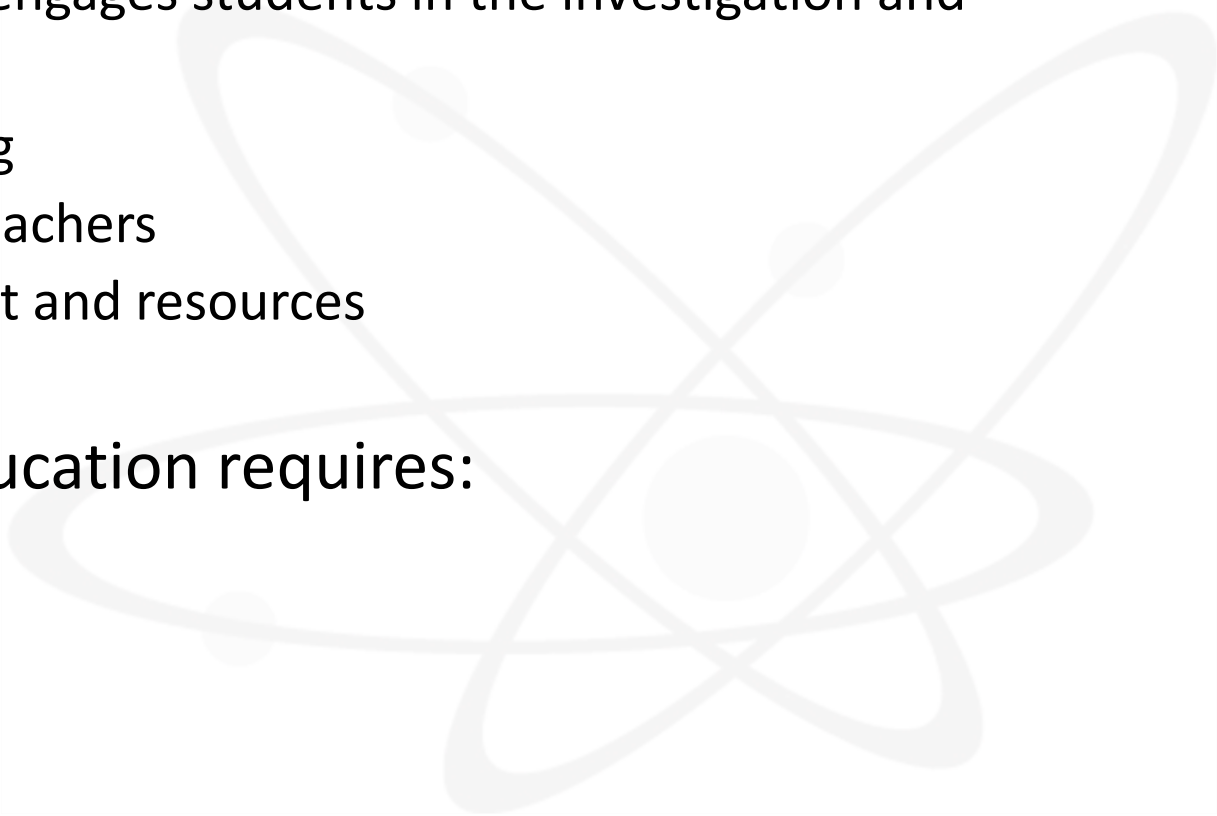 engages students in the investigation and
g
achers
t and resources
ucation requires: